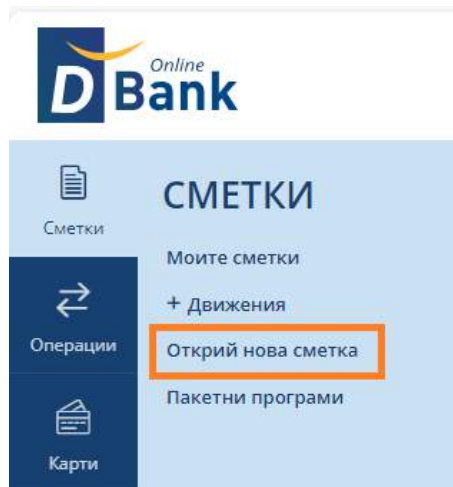 Online
D Bank
Сметки
Операции
Карти
СМЕТКИ
Моите сметки
+ Движения
Открий нова сметка
Пакетни програми